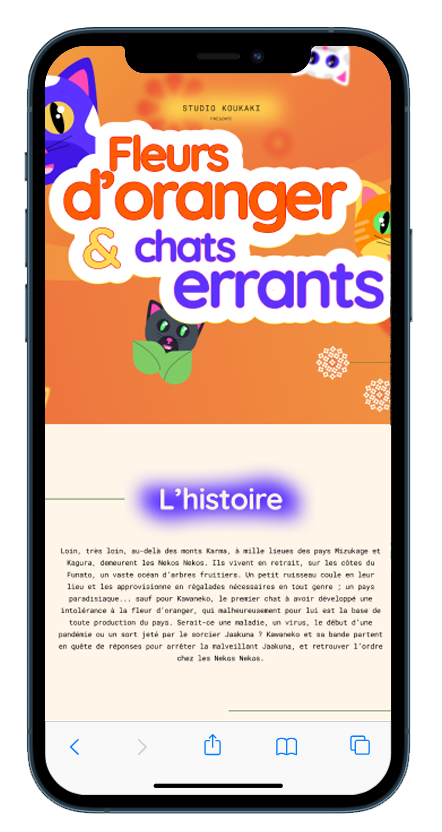 STUDIO KOUKAKI
PRÉSENTE
Fleurs
d'oranger
& chats
errants
L'histoire
Loin, très loin, au-delà des monts Karma, à mille lieues des pays Mizukage et
Kagura, demeurent les Nekos Nekos. Ils vivent en retrait, sur les côtes du
Funato, un vaste océan d'arbres fruitiers. Un petit ruisseau coule en leur
lieu et les approvisionne en régalades nécessaires en tout genre ; un pays
paradisiaque... sauf pour Kawaneko, le premier chat à avoir développé une
intolérance à la fleur d'oranger, qui malheureusement pour lui est la base de
toute production du pays. Serait-ce une maladie, un virus, le début d'une
pandémie ou un sort jeté par le sorcier Jaakuna ? Kawaneko et sa bande partent
en quête de réponses pour arrêter la malveillant Jaakuna, et retrouver l'ordre
chez les Nekos Nekos.